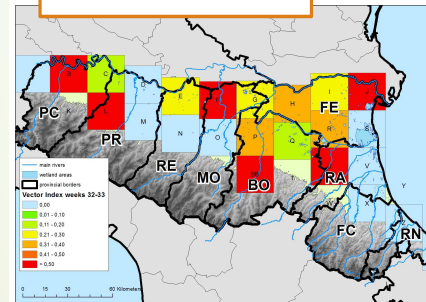 B
C
D
E
G
H
I
FE
PC
K
L
M
N
O
P
Q
R
S
PR
RE
MO
BO
RA
V
Y
FC
RN
main rivers
wetland areas
provincial borders
Vector Index weeks 32-33
0,00
0,01 - 0,10
0,11 - 0,20
0,21 - 0,30
0,31 - 0,40
0,41 - 0,50
> 0,50
0 15 30 60 Kilometers